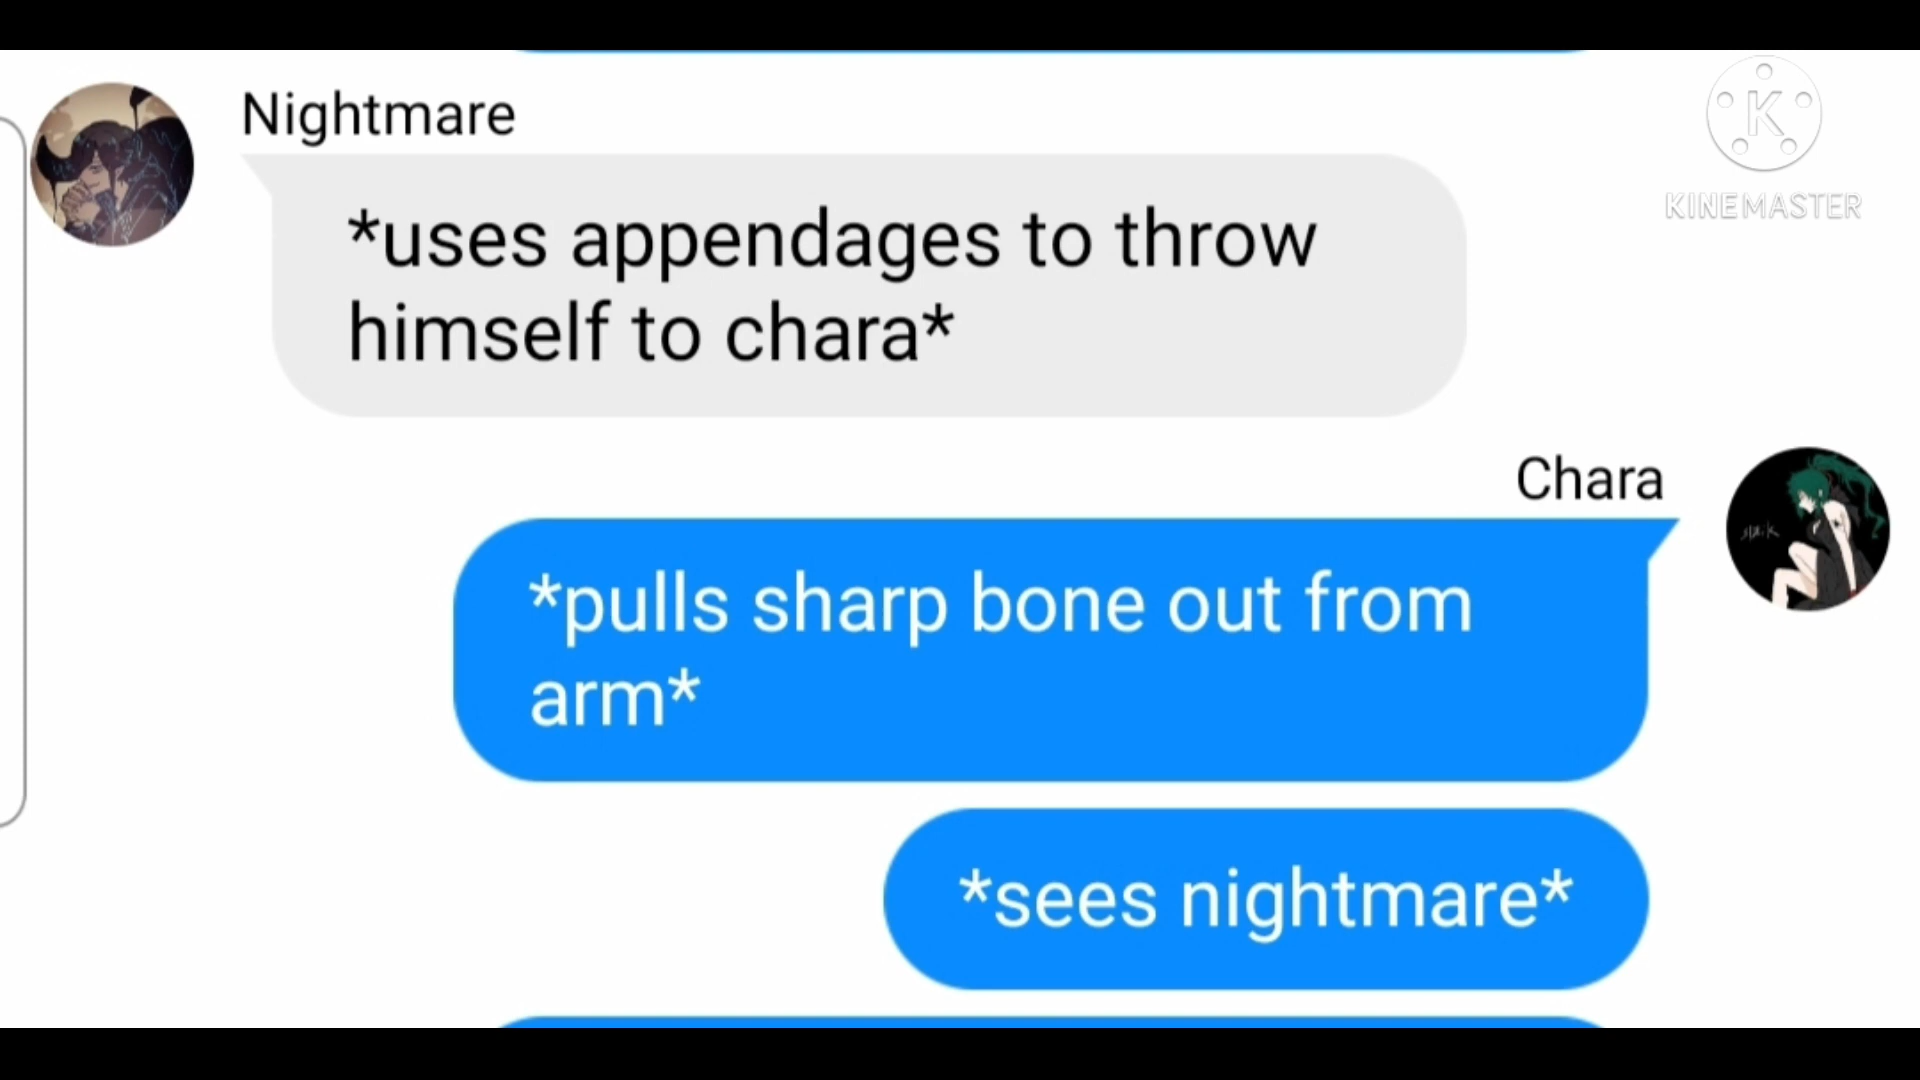 Nightmare
K
KINEMASTER
*uses appendages to throw
himself to chara*
Chara
*pulls sharp bone out from
arm*
*sees nightmare*